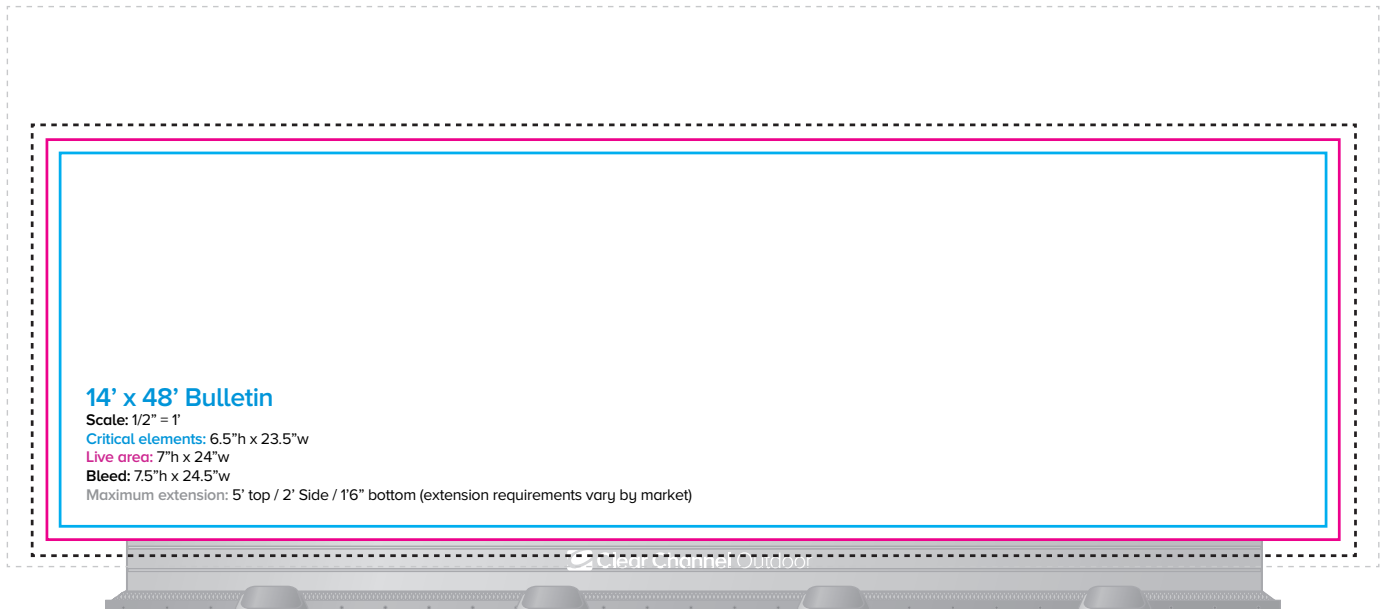 14’ x 48’ Bulletin
Scale: 1/2” = 1’
Critical elements: 6.5”h x 23.5”w
Live area: 7”h x 24”w
Bleed: 7.5”h x 24.5”w
Maximum extension: 5’ top / 2’ Side / 1’6” bottom (extension requirements vary by market)
Clear Channel Outdoor